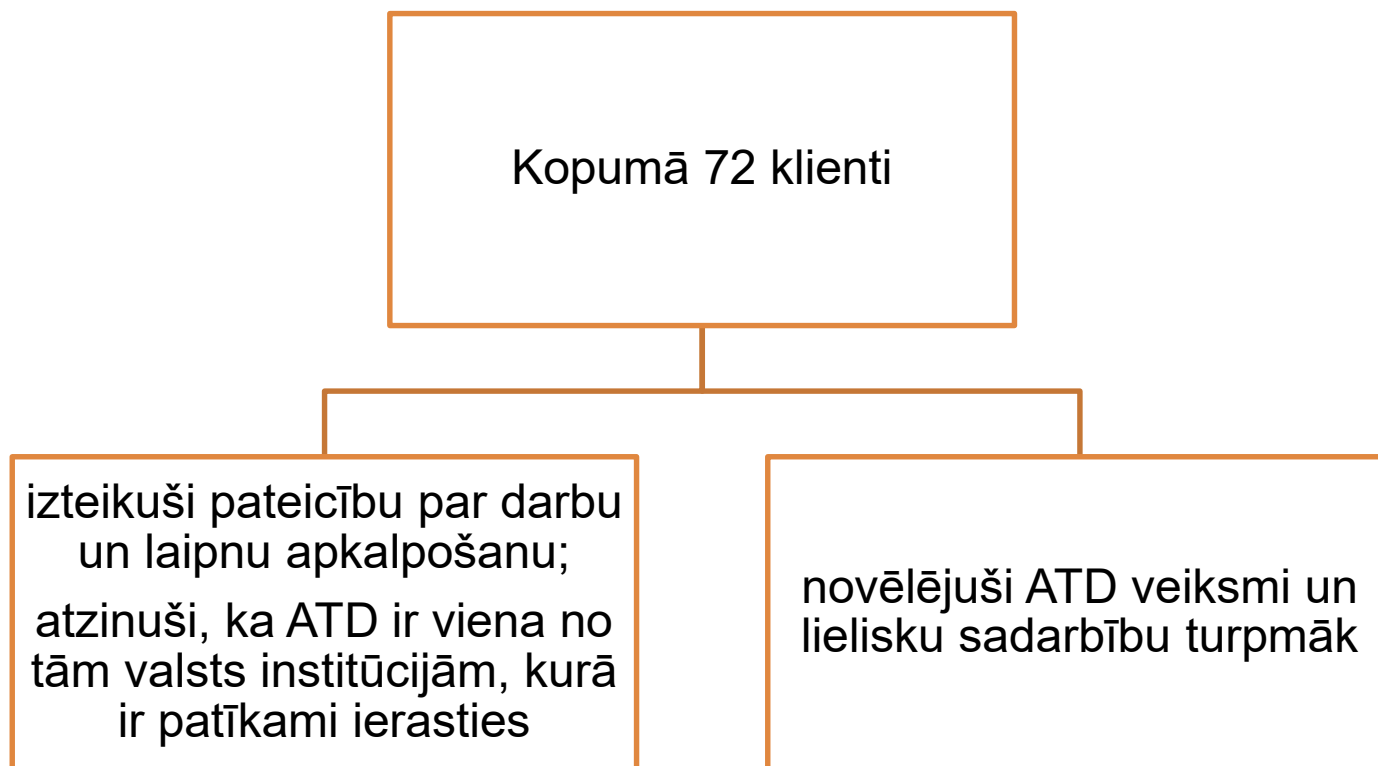 Kopumā 72 klienti
izteikuši pateicību par darbu
un laipnu apkalpošanu;
atzinuši, ka ATD ir viena no
tām valsts institūcijām, kurā
ir patīkami ierasties
novēlējuši ATD veiksmi un
lielisku sadarbību turpmāk